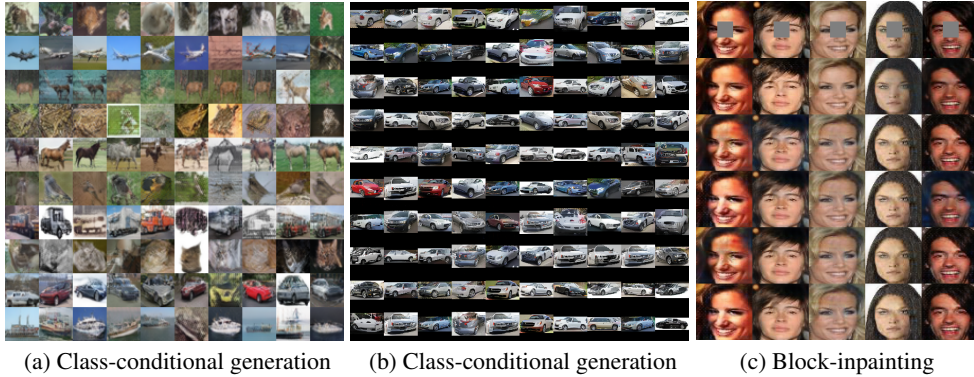 (a) Class-conditional generation
(b) Class-conditional generation
(c) Block-inpainting